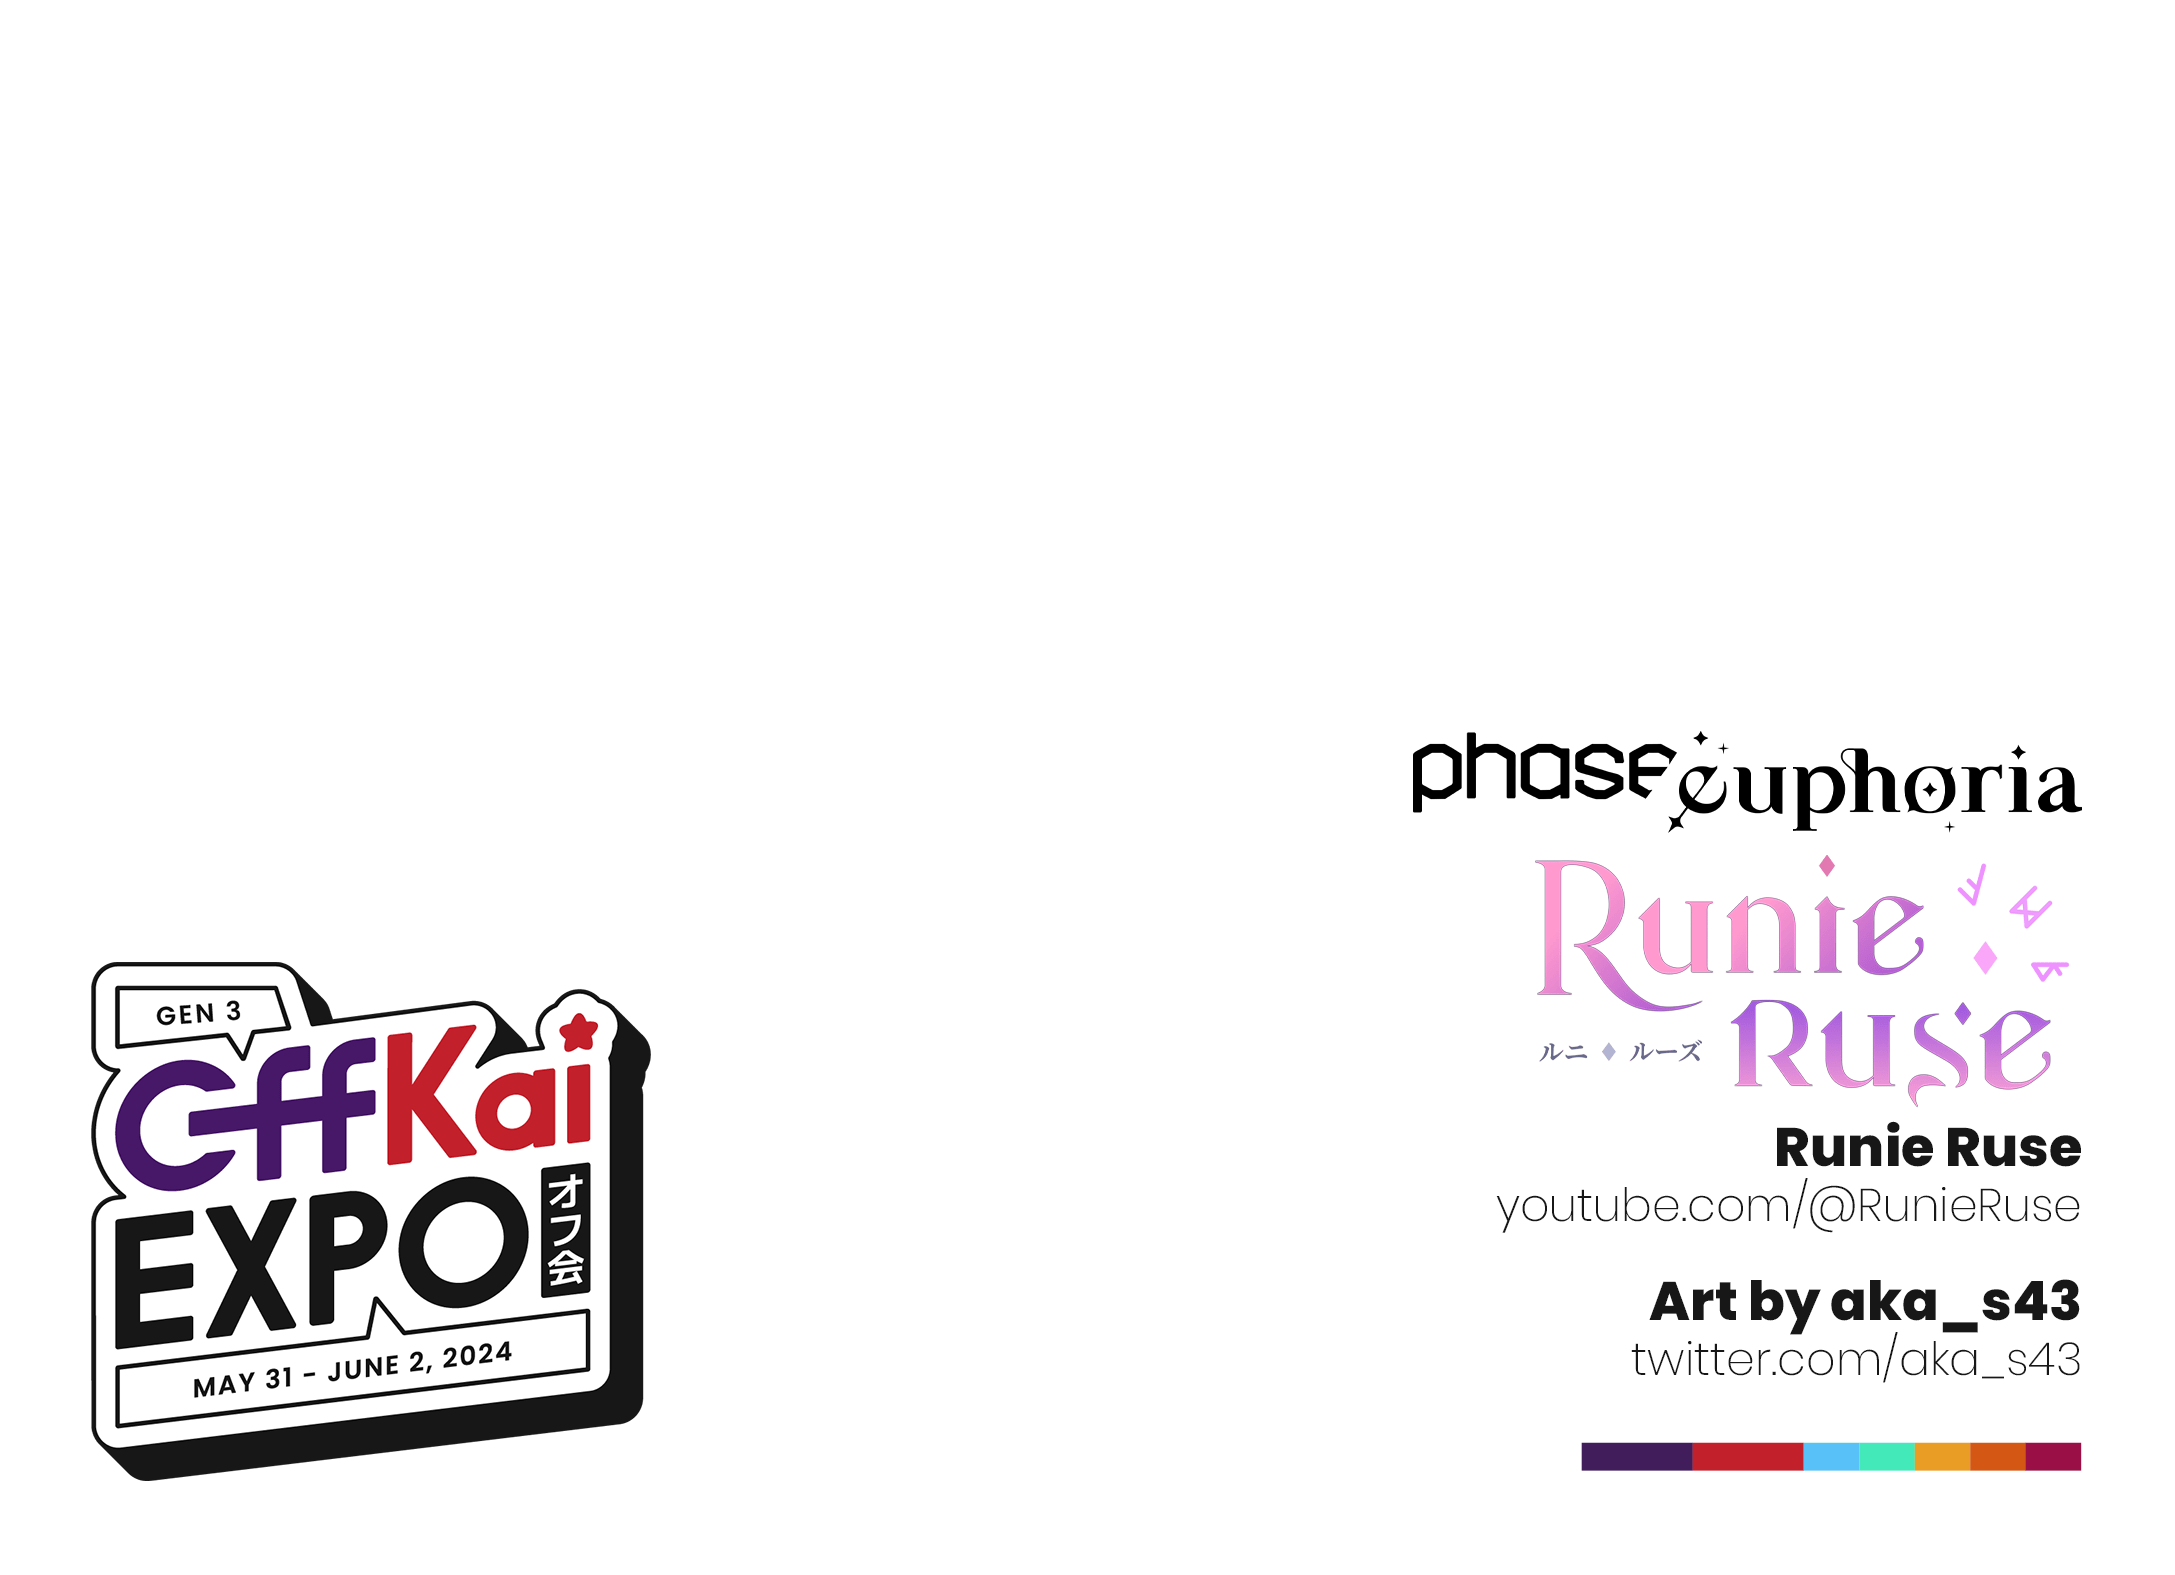 GEN 3
OffKai
EXPO
オフ会
MAY 31 - JUNE 2, 2024
phase euphoria
Runie
Ruse
ルニ ♦ ルーズ
Runie Ruse
youtube.com/@RunieRuse
Art by aka_s43
twitter.com/aka_s43